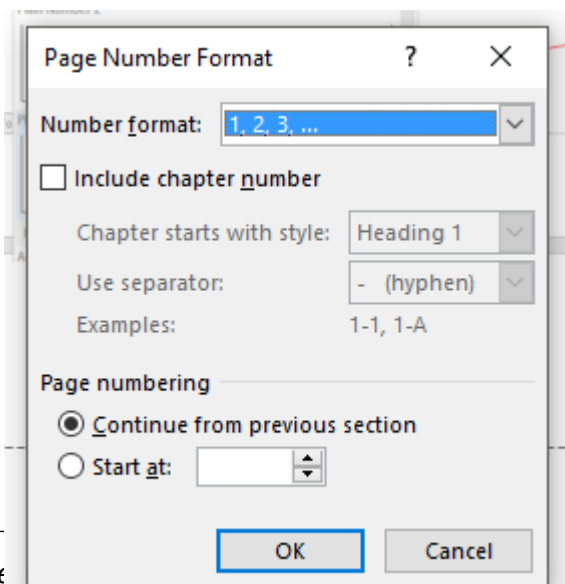 Page Number Format ? X
Number format: 1, 2, 3, ...
Include chapter number
Chapter starts with style: Heading 1
Use separator: - (hyphen)
Examples: 1-1, 1-A
Page numbering
Continue from previous section
Start at:
OK Cancel